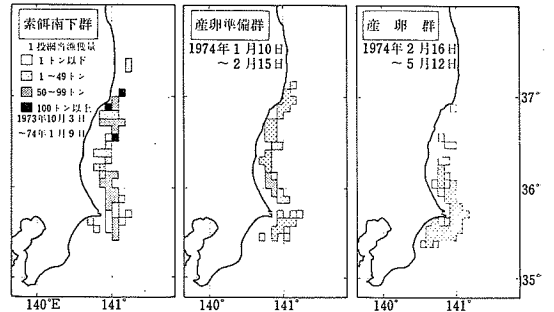 索餌南下群
1投網当漁獲量
1トン以下
1～49トン
50～99トン
100トン以上
1973年10月3日
～74年1月9日
産卵準備群
1974年1月10日
～2月15日
産卵群
1974年2月16日
～5月12日
37°
36°
35°
140°E
141°
140°
141°
140°
141°